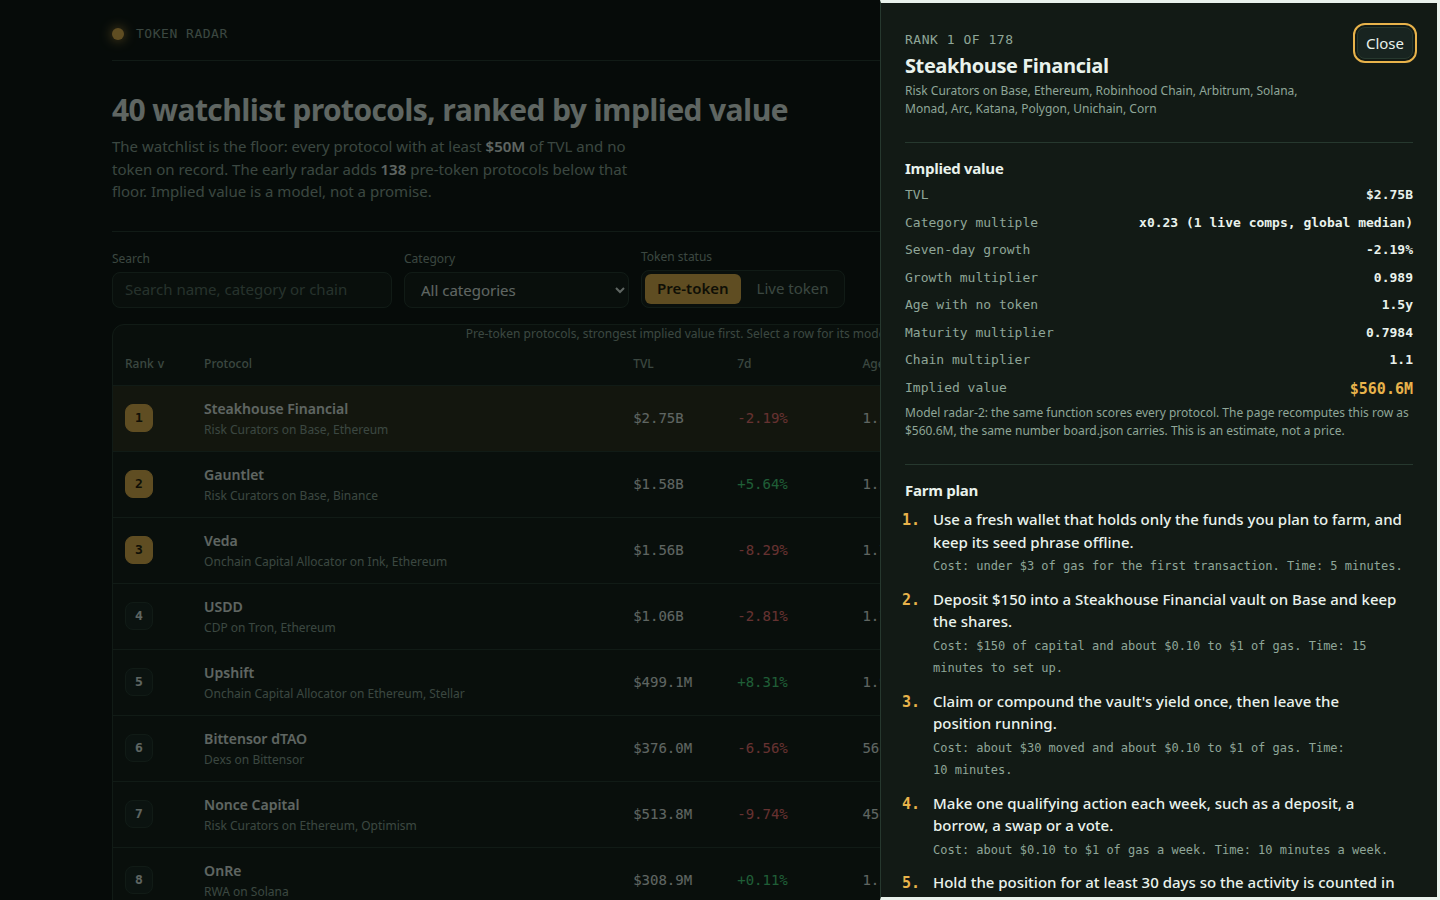 TOKEN RADAR
40 watchlist protocols, ranked by implied value
The watchlist is the floor: every protocol with at least $50M of TVL and no
token on record. The early radar adds 138 pre-token protocols below that
floor. Implied value is a model, not a promise.
Search
Category
Token status
Search name, category or chain
All categories
Pre-token
Live token
Pre-token protocols, strongest implied value first. Select a row for its
Rank v
Protocol
TVL
7d
1
Steakhouse Financial
Risk Curators on Base, Ethereum
$2.75B
-2.19%
1.
2
Gauntlet
Risk Curators on Base, Binance
$1.58B
+5.64%
1.
3
Veda
Onchain Capital Allocator on Ink, Ethereum
$1.56B
-8.29%
1.
4
USDD
CDP on Tron, Ethereum
$1.06B
-2.81%
1.
5
Upshift
Onchain Capital Allocator on Ethereum, Stellar
$499.1M
+8.31%
1.
6
Bittensor dTAO
Dexs on Bittensor
$376.0M
-6.56%
56
7
Nonce Capital
Risk Curators on Ethereum, Optimism
$513.8M
-9.74%
45
8
OnRe
RWA on Solana
$308.9M
+0.11%
1.
RANK 1 OF 178
Close
Steakhouse Financial
Risk Curators on Base, Ethereum, Robinhood Chain, Arbitrum, Solana,
Monad, Arc, Katana, Polygon, Unichain, Corn
Implied value
TVL $2.75B
Category multiple x0.23 (1 live comps, global median)
Seven-day growth -2.19%
Growth multiplier 0.989
Age with no token 1.5y
Maturity multiplier 0.7984
Chain multiplier 1.1
Implied value $560.6M
Model radar-2: the same function scores every protocol. The page recomputes this row as
$560.6M, the same number board.json carries. This is an estimate, not a price.
Farm plan
1. Use a fresh wallet that holds only the funds you plan to farm, and
keep its seed phrase offline.
Cost: under $3 of gas for the first transaction. Time: 5 minutes.
2. Deposit $150 into a Steakhouse Financial vault on Base and keep
the shares.
Cost: $150 of capital and about $0.10 to $1 of gas. Time: 15
minutes to set up.
3. Claim or compound the vault's yield once, then leave the
position running.
Cost: about $30 moved and about $0.10 to $1 of gas. Time:
10 minutes.
4. Make one qualifying action each week, such as a deposit, a
borrow, a swap or a vote.
Cost: about $0.10 to $1 of gas a week. Time: 10 minutes a week.
5. Hold the position for at least 30 days so the activity is counted in